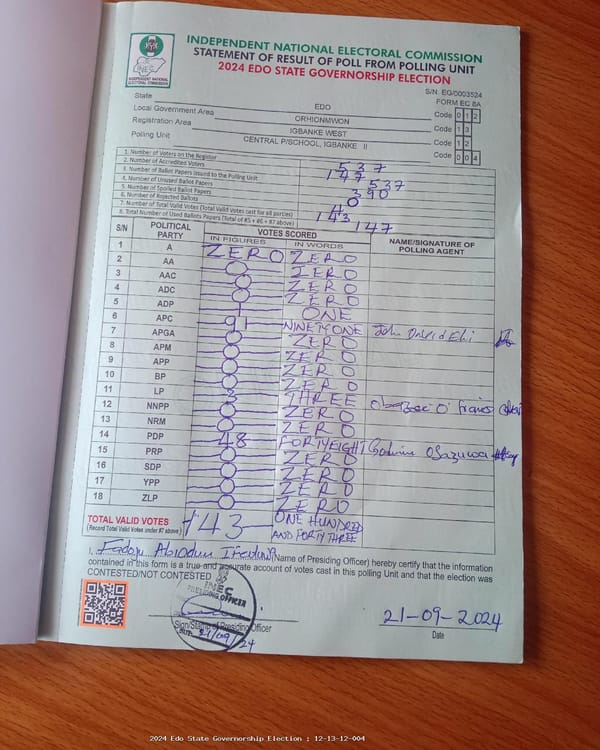 INDEPENDENT NATIONAL ELECTORAL COMMISSION
STATEMENT OF RESULT OF POLL FROM POLLING UNIT
2024 EDO STATE GOVERNORSHIP ELECTION
INEC
INDEPENDENT NATIONAL ELECTORAL COMMISSION
S/N: EG/0003524
FORM EC 8A
State EDO Code 0 1 2
Local Government Area ORHIONMWON Code 1 3
Registration Area IGBANKE WEST Code 1 2
Polling Unit CENTRAL P/SCHOOL, IGBANKE II Code 0 0 4
1. Number of Voters on the Register 537
2. Number of Accredited Voters 147
3. Number of Ballot Papers Issued to the Polling Unit 537
4. Number of Unused Ballot Papers 390
5. Number of Spoiled Ballot Papers 0
6. Number of Rejected Ballots 4
7. Number of Total Valid Votes (Total Valid Votes cast for all parties) 143
8. Total Number of Used Ballots Papers (Total of #5 + #6 + #7 above) 147
S/N POLITICAL PARTY VOTES SCORED NAME/SIGNATURE OF POLLING AGENT
IN FIGURES IN WORDS
1 A ZERO ZERO
2 AA 0 ZERO
3 AAC 0 ZERO
4 ADC 0 ZERO
5 ADP 1 ONE
6 APC 91 NINETY ONE John David Ehi
7 APGA 0 ZERO
8 APM 0 ZERO
9 APP 0 ZERO
10 BP 0 ZERO
11 LP 3 THREE
12 NNPP 0 ZERO
13 NRM 0 ZERO
14 PDP 48 FORTYEIGHT Godwin Osazuwa
15 PRP 0 ZERO
16 SDP 0 ZERO
17 YPP 0 ZERO
18 ZLP 0 ZERO
TOTAL VALID VOTES 143 ONE HUNDRED AND FORTY THREE
(Record Total Valid Votes under #7 above)
I, Abiodun (Name of Presiding Officer) hereby certify that the information
contained in this form is a true and accurate account of votes cast in this polling Unit and that the election was
CONTESTED/NOT CONTESTED
INEC
PRESIDING OFFICER
Sign/Stamp of Presiding Officer
DATE 21/09/24
21-09-2024
Date
2024 Edo State Governorship Election : 12-13-12-004